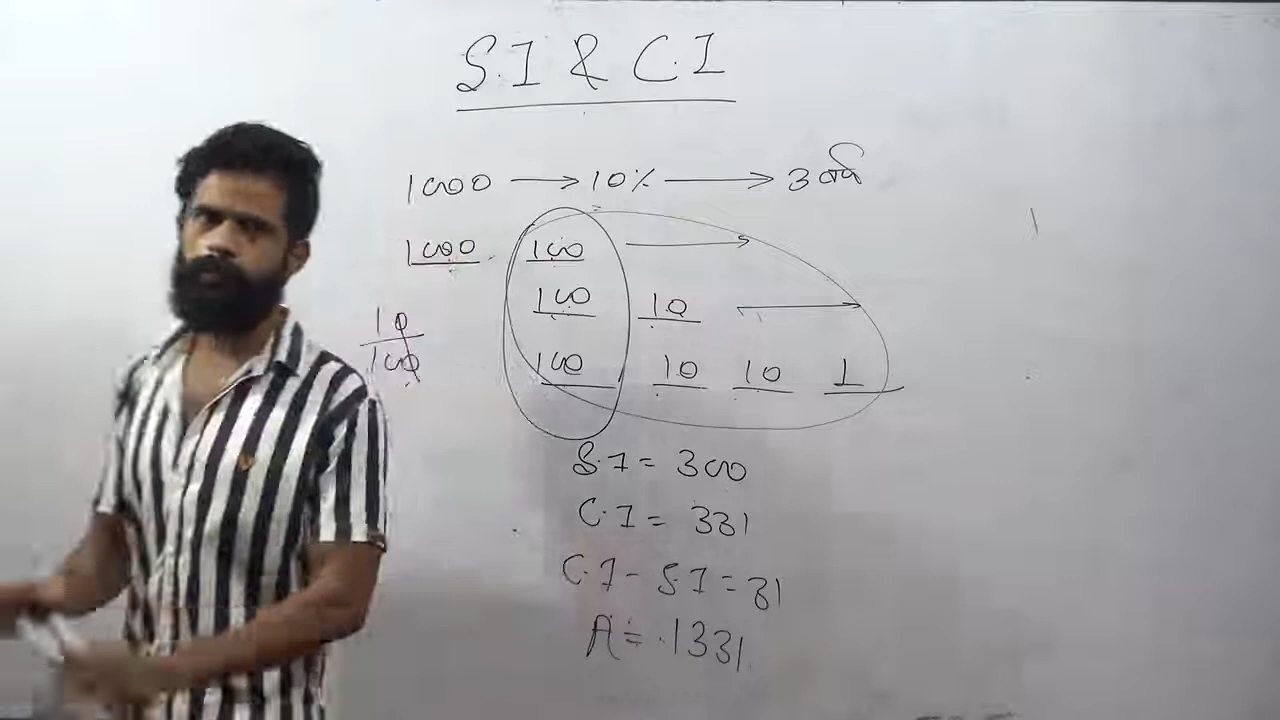 S.I & C.I
1000 → 10% → 3 वर्ष
1000 100 →
100 10 →
10
100
100 10 10 1
S.I = 300
C.I = 331
C.I - S.I = 31
A = 1331